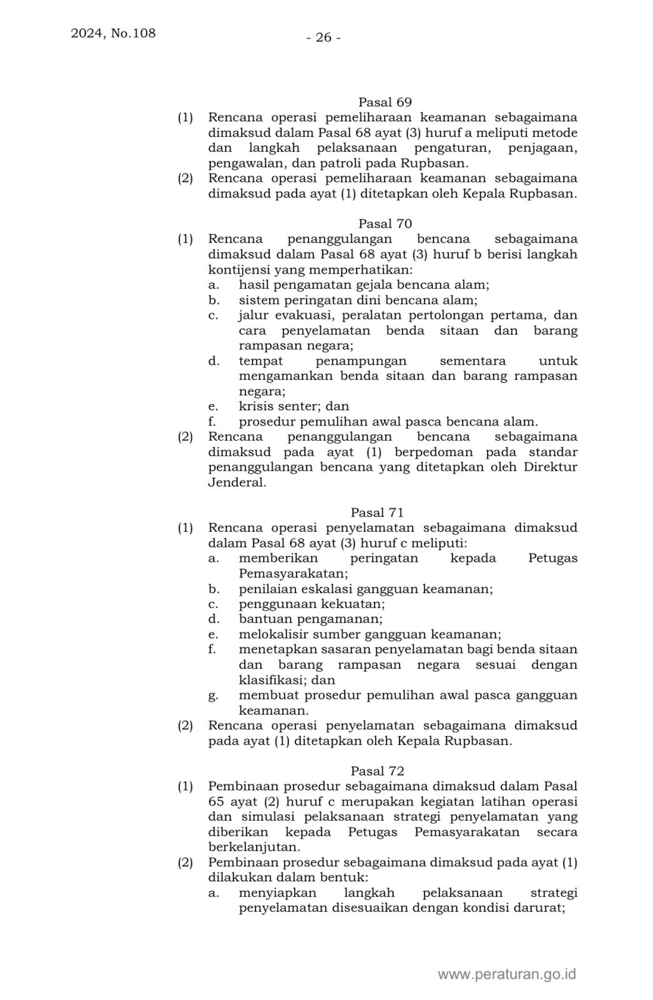 2024, No.108
- 26 -
Pasal 69
(1) Rencana operasi pemeliharaan keamanan sebagaimana
dimaksud dalam Pasal 68 ayat (3) huruf a meliputi metode
dan langkah pelaksanaan pengaturan, penjagaan,
pengawalan, dan patroli pada Rupbasan.
(2) Rencana operasi pemeliharaan keamanan sebagaimana
dimaksud pada ayat (1) ditetapkan oleh Kepala Rupbasan.
Pasal 70
(1) Rencana penanggulangan bencana sebagaimana
dimaksud dalam Pasal 68 ayat (3) huruf b berisi langkah
kontijensi yang memperhatikan:
a. hasil pengamatan gejala bencana alam;
b. sistem peringatan dini bencana alam;
c. jalur evakuasi, peralatan pertolongan pertama, dan
cara penyelamatan benda sitaan dan barang
rampasan negara;
d. tempat penampungan sementara untuk
mengamankan benda sitaan dan barang rampasan
negara;
e. krisis senter; dan
f. prosedur pemulihan awal pasca bencana alam.
(2) Rencana penanggulangan bencana sebagaimana
dimaksud pada ayat (1) berpedoman pada standar
penanggulangan bencana yang ditetapkan oleh Direktur
Jenderal.
Pasal 71
(1) Rencana operasi penyelamatan sebagaimana dimaksud
dalam Pasal 68 ayat (3) huruf c meliputi:
a. memberikan peringatan kepada Petugas
Pemasyarakatan;
b. penilaian eskalasi gangguan keamanan;
c. penggunaan kekuatan;
d. bantuan pengamanan;
e. melokalisir sumber gangguan keamanan;
f. menetapkan sasaran penyelamatan bagi benda sitaan
dan barang rampasan negara sesuai dengan
klasifikasi; dan
g. membuat prosedur pemulihan awal pasca gangguan
keamanan.
(2) Rencana operasi penyelamatan sebagaimana dimaksud
pada ayat (1) ditetapkan oleh Kepala Rupbasan.
Pasal 72
(1) Pembinaan prosedur sebagaimana dimaksud dalam Pasal
65 ayat (2) huruf c merupakan kegiatan latihan operasi
dan simulasi pelaksanaan strategi penyelamatan yang
diberikan kepada Petugas Pemasyarakatan secara
berkelanjutan.
(2) Pembinaan prosedur sebagaimana dimaksud pada ayat (1)
dilakukan dalam bentuk:
a. menyiapkan langkah pelaksanaan strategi
penyelamatan disesuaikan dengan kondisi darurat;
www.peraturan.go.id